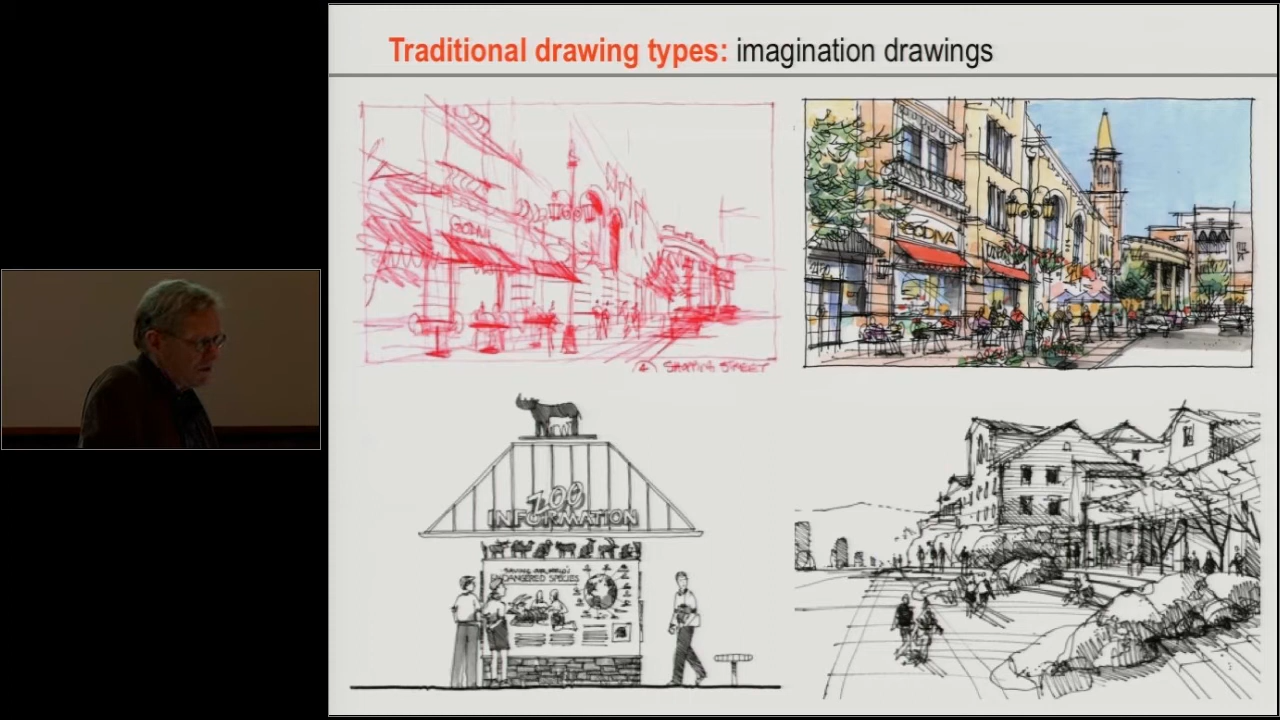 Traditional drawing types: imagination drawings
GODIVA
SHOPPING STREET
GODIVA
ZOO
INFORMATION
ENDANGERED SPECIES